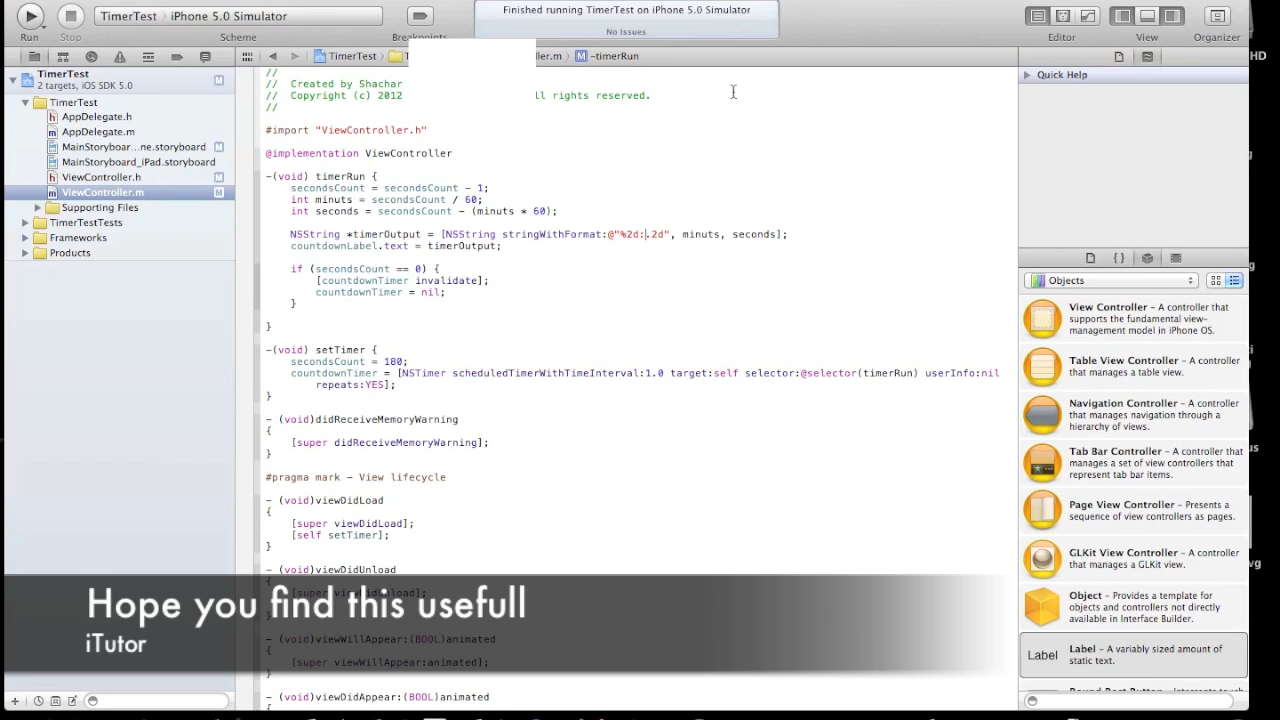 TimerTest iPhone 5.0 Simulator
Finished running TimerTest on iPhone 5.0 Simulator
No Issues
Run Stop Scheme Breakpoints Editor View Organizer
TimerTest
ler.m
-timerRun
TimerTest
2 targets, iOS SDK 5.0
TimerTest
AppDelegate.h
AppDelegate.m
MainStoryboar...ne.storyboard
MainStoryboard_iPad.storyboard
ViewController.h
ViewController.m
Supporting Files
TimerTestTests
Frameworks
Products
//
// Created by Shachar
// Copyright (c) 2012 ll rights reserved.
//
#import "ViewController.h"
@implementation ViewController
-(void) timerRun {
secondsCount = secondsCount - 1;
int minuts = secondsCount / 60;
int seconds = secondsCount - (minuts * 60);
NSString *timerOutput = [NSString stringWithFormat:@"%2d:.2d", minuts, seconds];
countdownLabel.text = timerOutput;
if (secondsCount == 0) {
[countdownTimer invalidate];
countdownTimer = nil;
}
}
-(void) setTimer {
secondsCount = 180;
countdownTimer = [NSTimer scheduledTimerWithTimeInterval:1.0 target:self selector:@selector(timerRun) userInfo:nil
repeats:YES];
}
- (void)didReceiveMemoryWarning
{
[super didReceiveMemoryWarning];
}
#pragma mark - View lifecycle
- (void)viewDidLoad
{
[super viewDidLoad];
[self setTimer];
}
- (void)viewDidUnload
{
- (void)viewWillAppear:(BOOL)animated
{
[super viewWillAppear:animated];
}
- (void)viewDidAppear:(BOOL)animated
{
Hope you find this usefull
iTutor
Quick Help
Objects
View Controller - A controller that
supports the fundamental view-
management model in iPhone OS.
Table View Controller - A controller
that manages a table view.
Navigation Controller - A controller
that manages navigation through a
hierarchy of views.
Tab Bar Controller - A controller
that manages a set of view controllers
that represent tab bar items.
Page View Controller - Presents a
sequence of view controllers as pages.
GLKit View Controller - A controller
that manages a GLKit view.
Object - Provides a template for
objects and controllers not directly
available in Interface Builder.
Label
Label - A variably sized amount of
static text.
HD